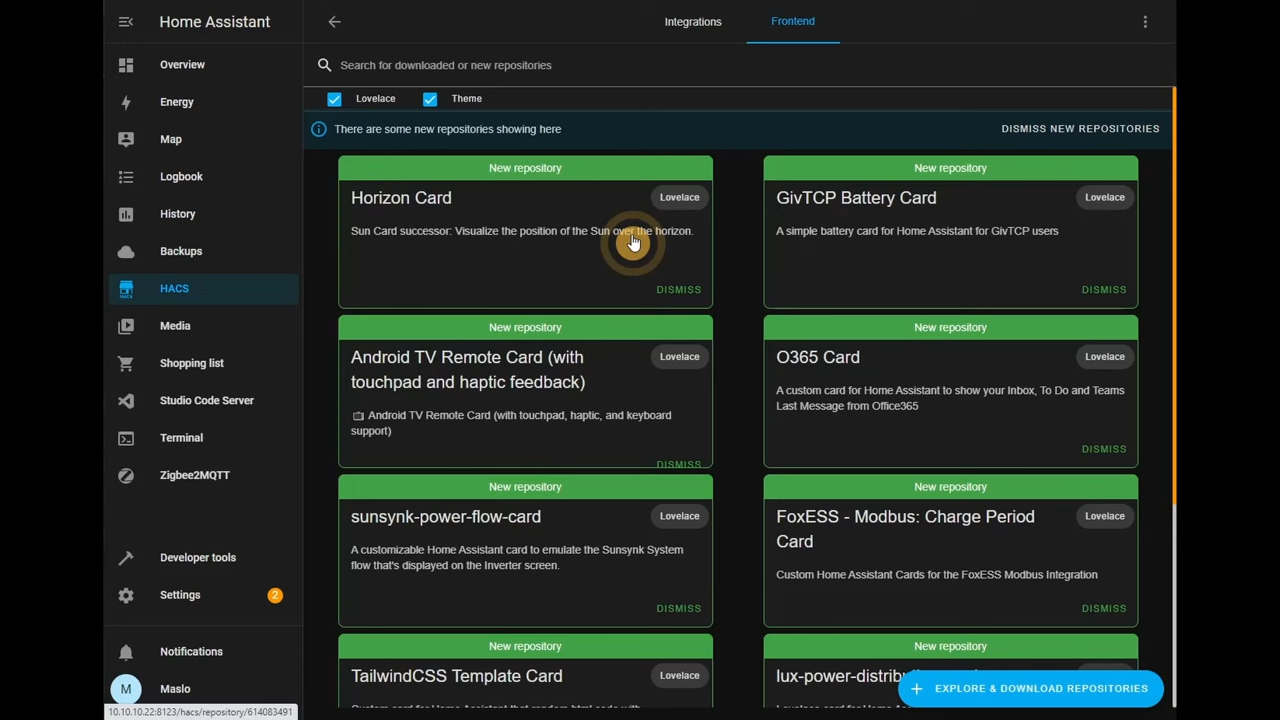 Home Assistant
Overview
Energy
Map
Logbook
History
Backups
HACS
HACS
Media
Shopping list
Studio Code Server
Terminal
Zigbee2MQTT
Developer tools
Settings
2
Notifications
M
Maslo
10.10.10.22:8123/hacs/repository/614083491
Integrations
Frontend
Search for downloaded or new repositories
Lovelace
Theme
There are some new repositories showing here
DISMISS NEW REPOSITORIES
New repository
Horizon Card
Lovelace
Sun Card successor: Visualize the position of the Sun over the horizon.
DISMISS
New repository
GivTCP Battery Card
Lovelace
A simple battery card for Home Assistant for GivTCP users
DISMISS
New repository
Android TV Remote Card (with
touchpad and haptic feedback)
Lovelace
Android TV Remote Card (with touchpad, haptic, and keyboard
support)
DISMISS
New repository
O365 Card
Lovelace
A custom card for Home Assistant to show your Inbox, To Do and Teams
Last Message from Office365
DISMISS
New repository
sunsynk-power-flow-card
Lovelace
A customizable Home Assistant card to emulate the Sunsynk System
flow that's displayed on the Inverter screen.
DISMISS
New repository
FoxESS - Modbus: Charge Period
Card
Lovelace
Custom Home Assistant Cards for the FoxESS Modbus Integration
DISMISS
New repository
TailwindCSS Template Card
Lovelace
New repository
EXPLORE & DOWNLOAD REPOSITORIES